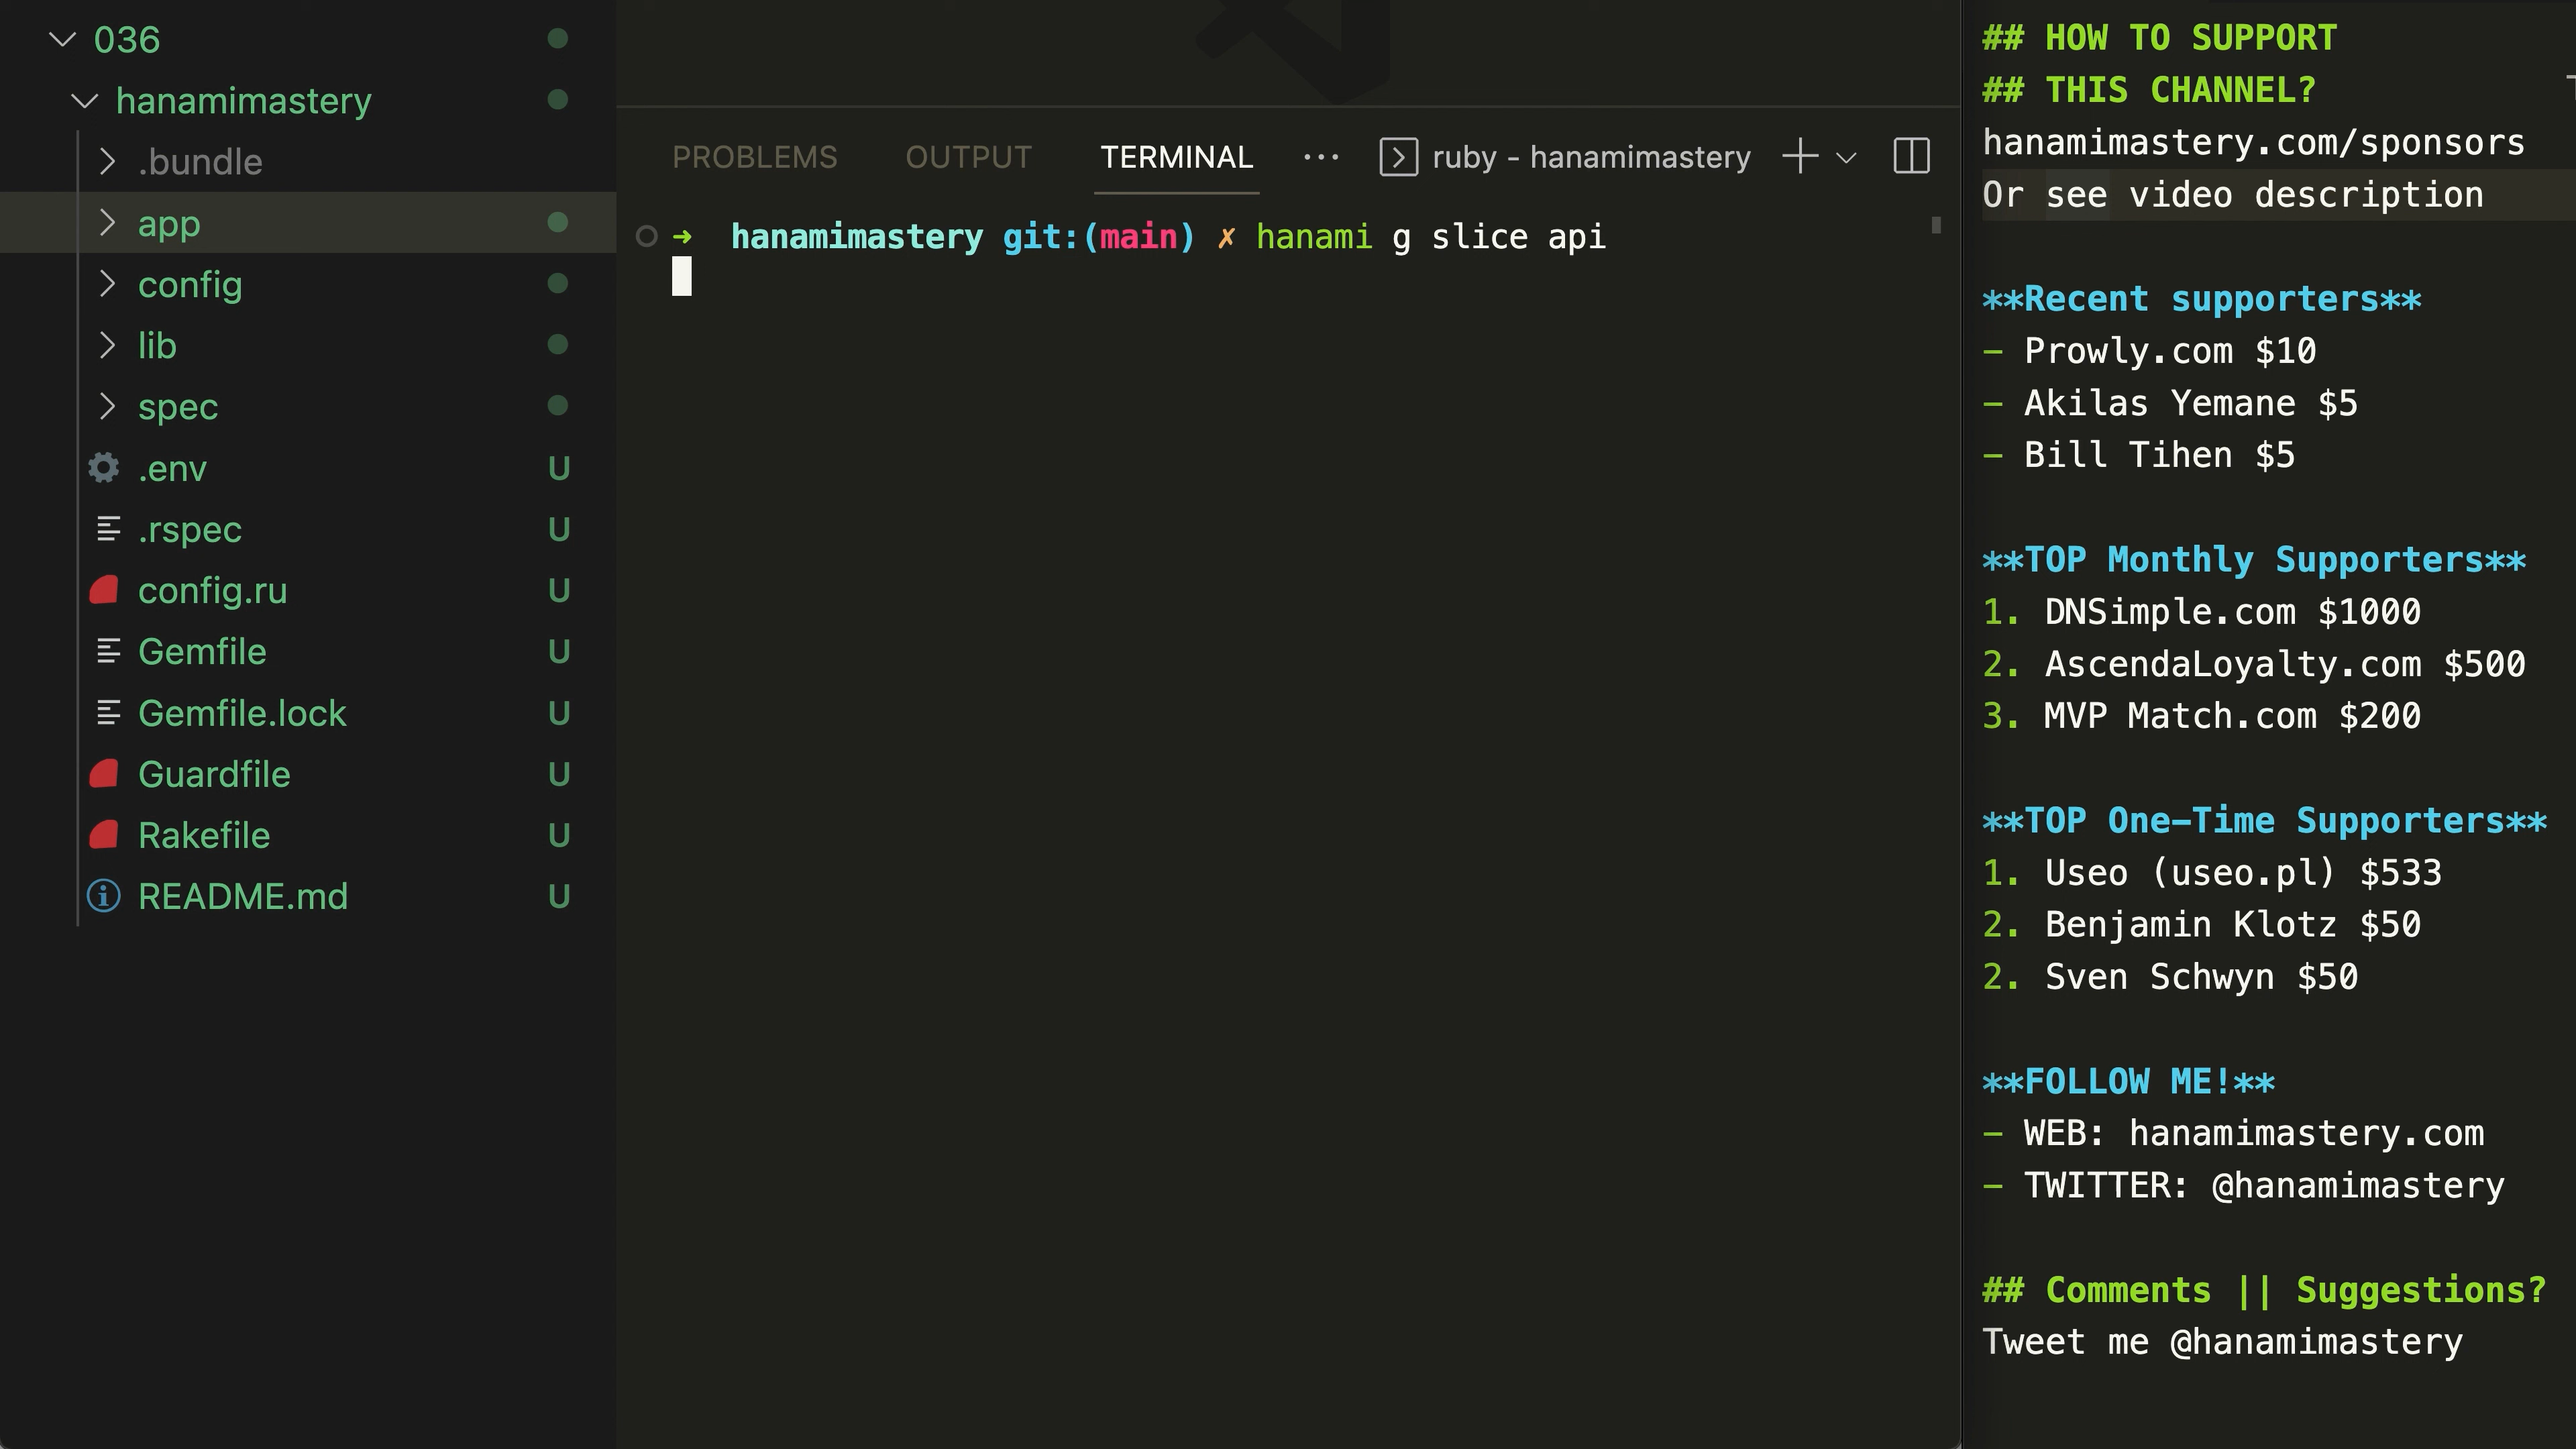 036
hanamimastery
.bundle
app
config
lib
spec
.env U
.rspec U
config.ru U
Gemfile U
Gemfile.lock U
Guardfile U
Rakefile U
README.md U
PROBLEMS OUTPUT TERMINAL ... ruby - hanamimastery
➜ hanamimastery git:(main) ✗ hanami g slice api
## HOW TO SUPPORT
## THIS CHANNEL?
hanamimastery.com/sponsors
Or see video description
**Recent supporters**
- Prowly.com $10
- Akilas Yemane $5
- Bill Tihen $5
**TOP Monthly Supporters**
1. DNSimple.com $1000
2. AscendaLoyalty.com $500
3. MVP Match.com $200
**TOP One-Time Supporters**
1. Useo (useo.pl) $533
2. Benjamin Klotz $50
2. Sven Schwyn $50
**FOLLOW ME!**
- WEB: hanamimastery.com
- TWITTER: @hanamimastery
## Comments || Suggestions?
Tweet me @hanamimastery